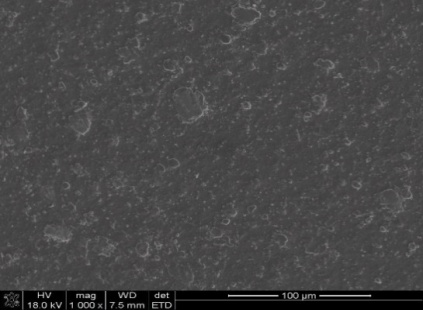 HV mag WD det
18.0 kV 1 000 x 7.5 mm ETD
100 µm